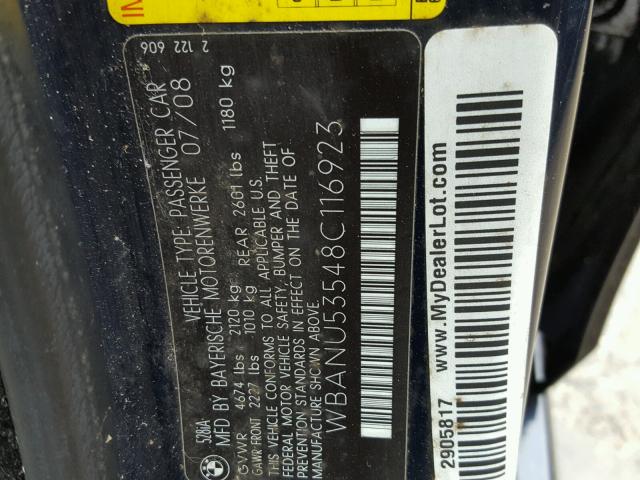 2 122 606
528iA
VEHICLE TYPE: PASSENGER CAR
MFD BY BAYERISCHE MOTORENWERKE 07/08
GVWR 4674 lbs 2120 kg
GAWR FRONT 2227 lbs 1010 kg REAR 2601 lbs 1180 kg
THIS VEHICLE CONFORMS TO ALL APPLICABLE U.S.
FEDERAL MOTOR VEHICLE SAFETY, BUMPER AND THEFT
PREVENTION STANDARDS IN EFFECT ON THE DATE OF
MANUFACTURE SHOWN ABOVE.
WBANU53548C116923
www.MyDealerLot.com
2905817